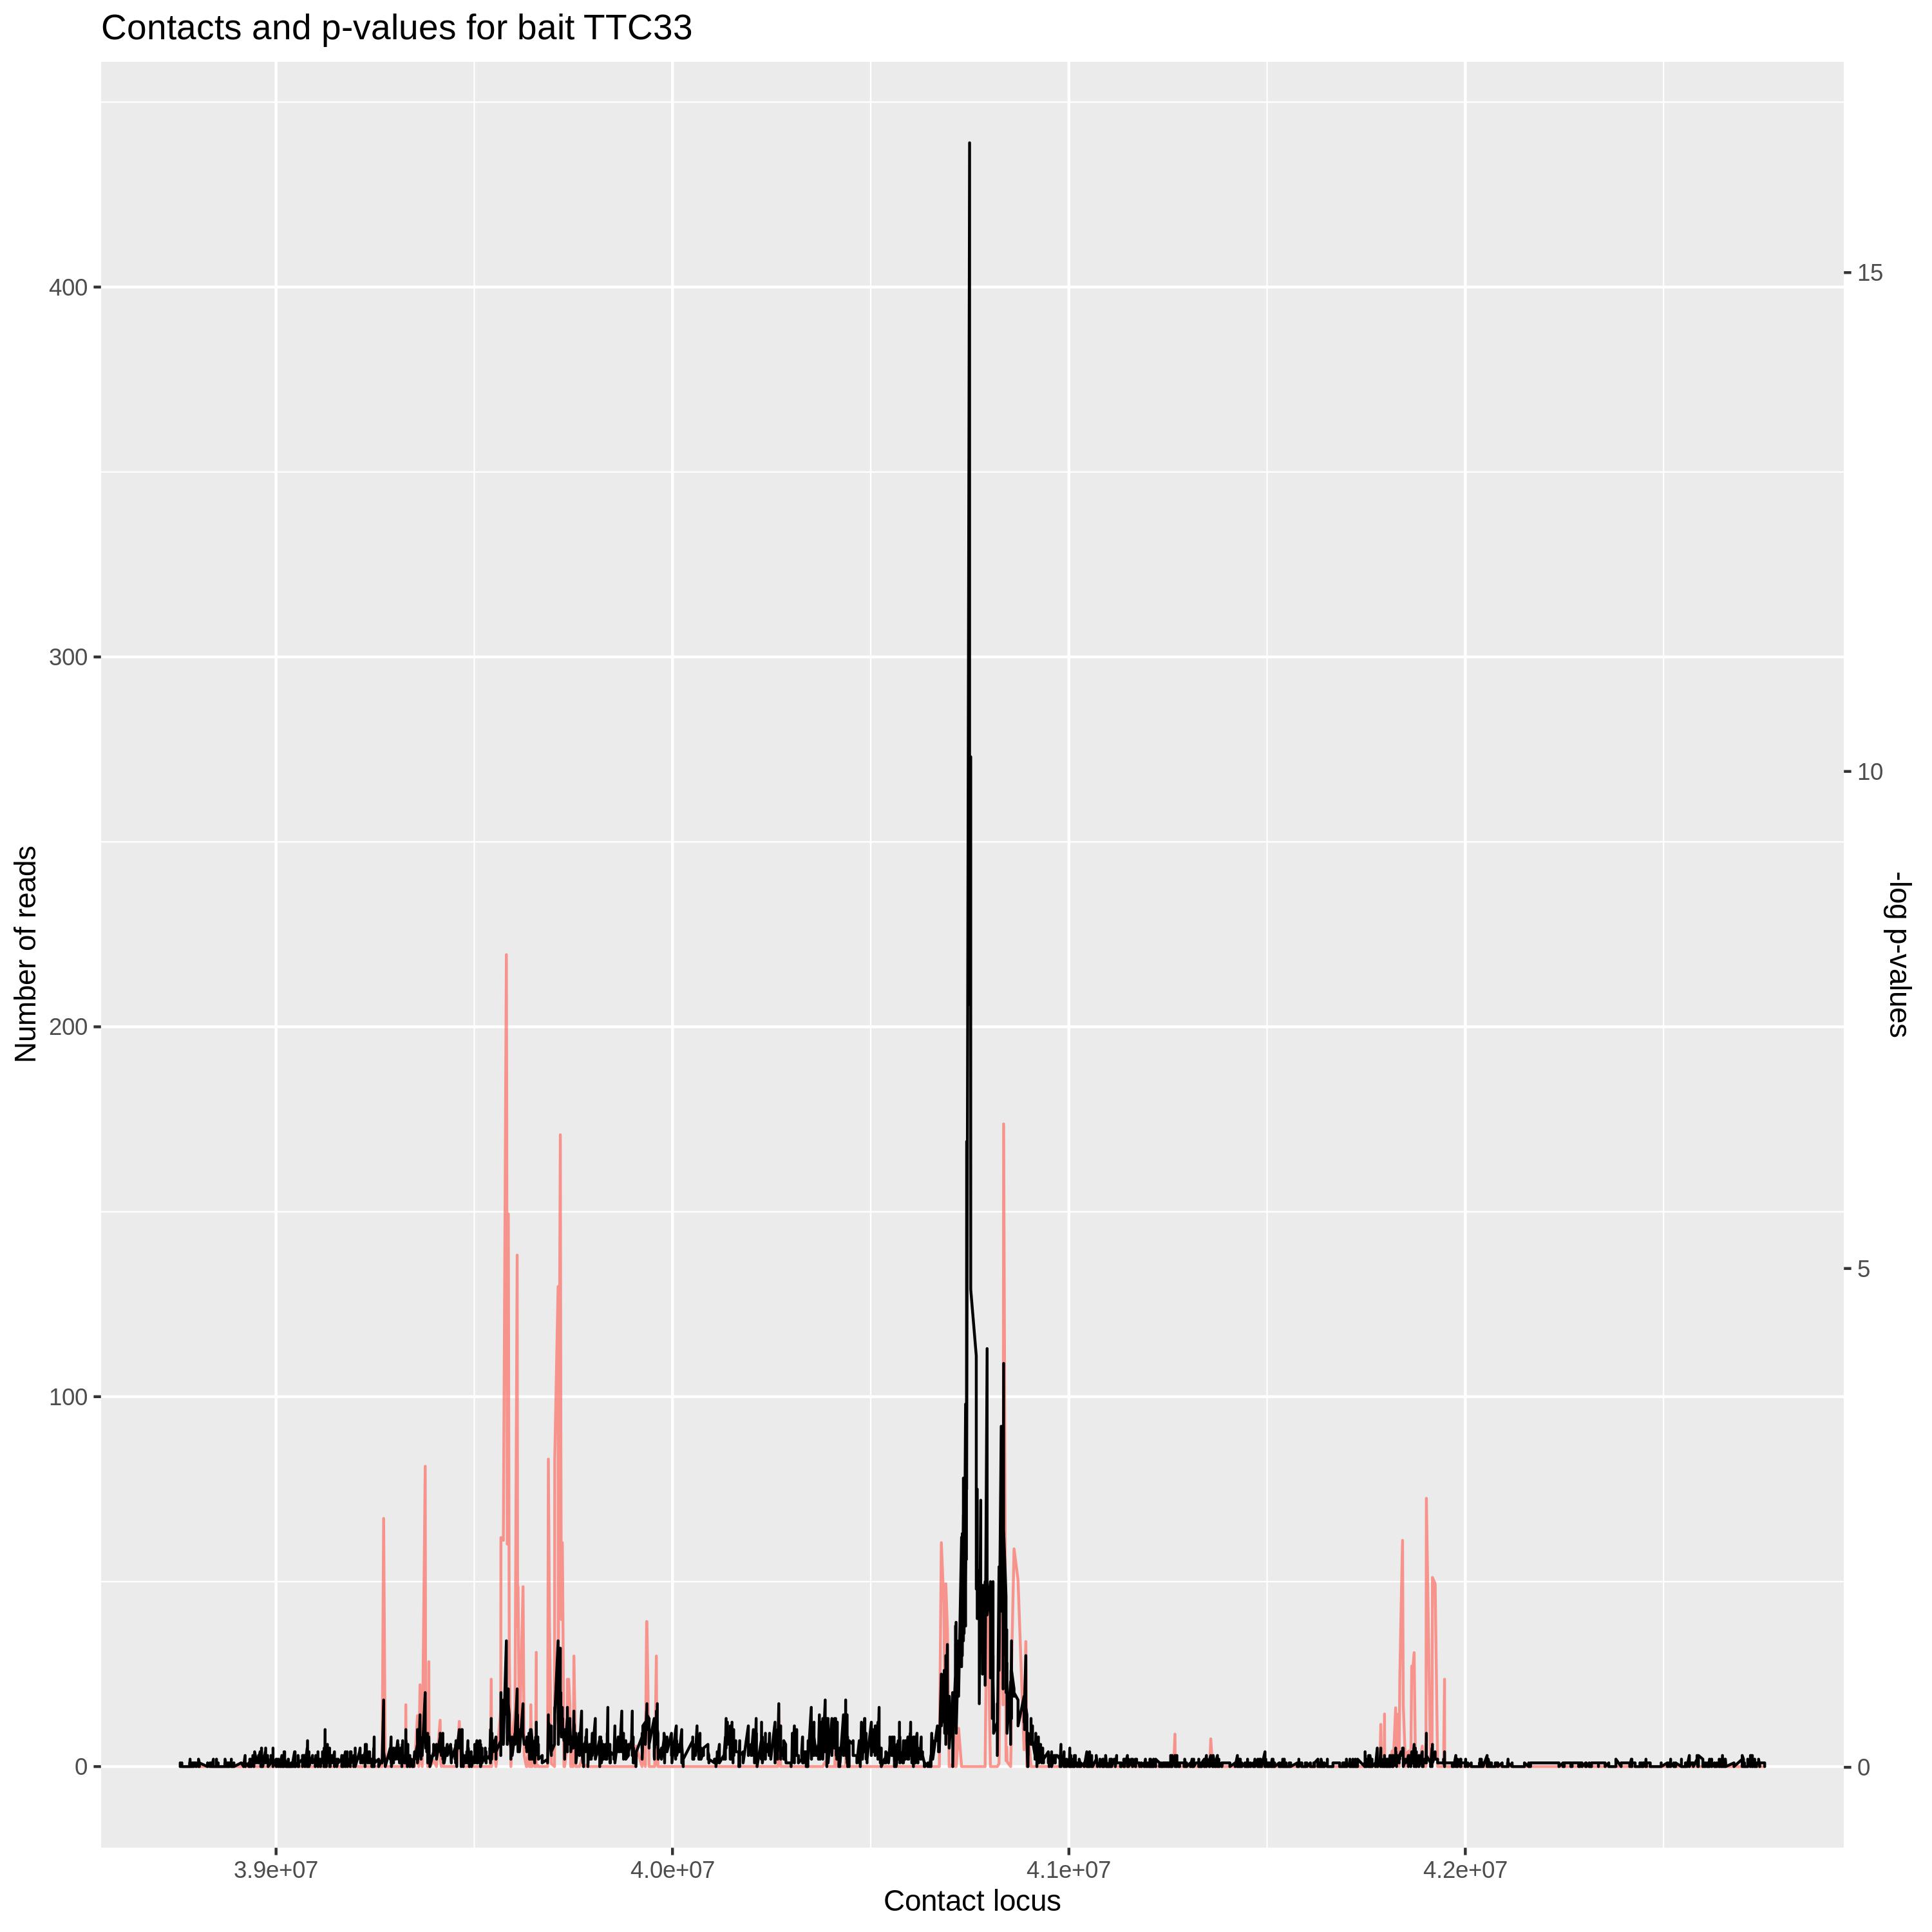 Contacts and p-values for bait TTC33
Number of reads
400
300
200
100
0
15
10
5
0
-log p-values
3.9e+07
4.0e+07
4.1e+07
4.2e+07
Contact locus